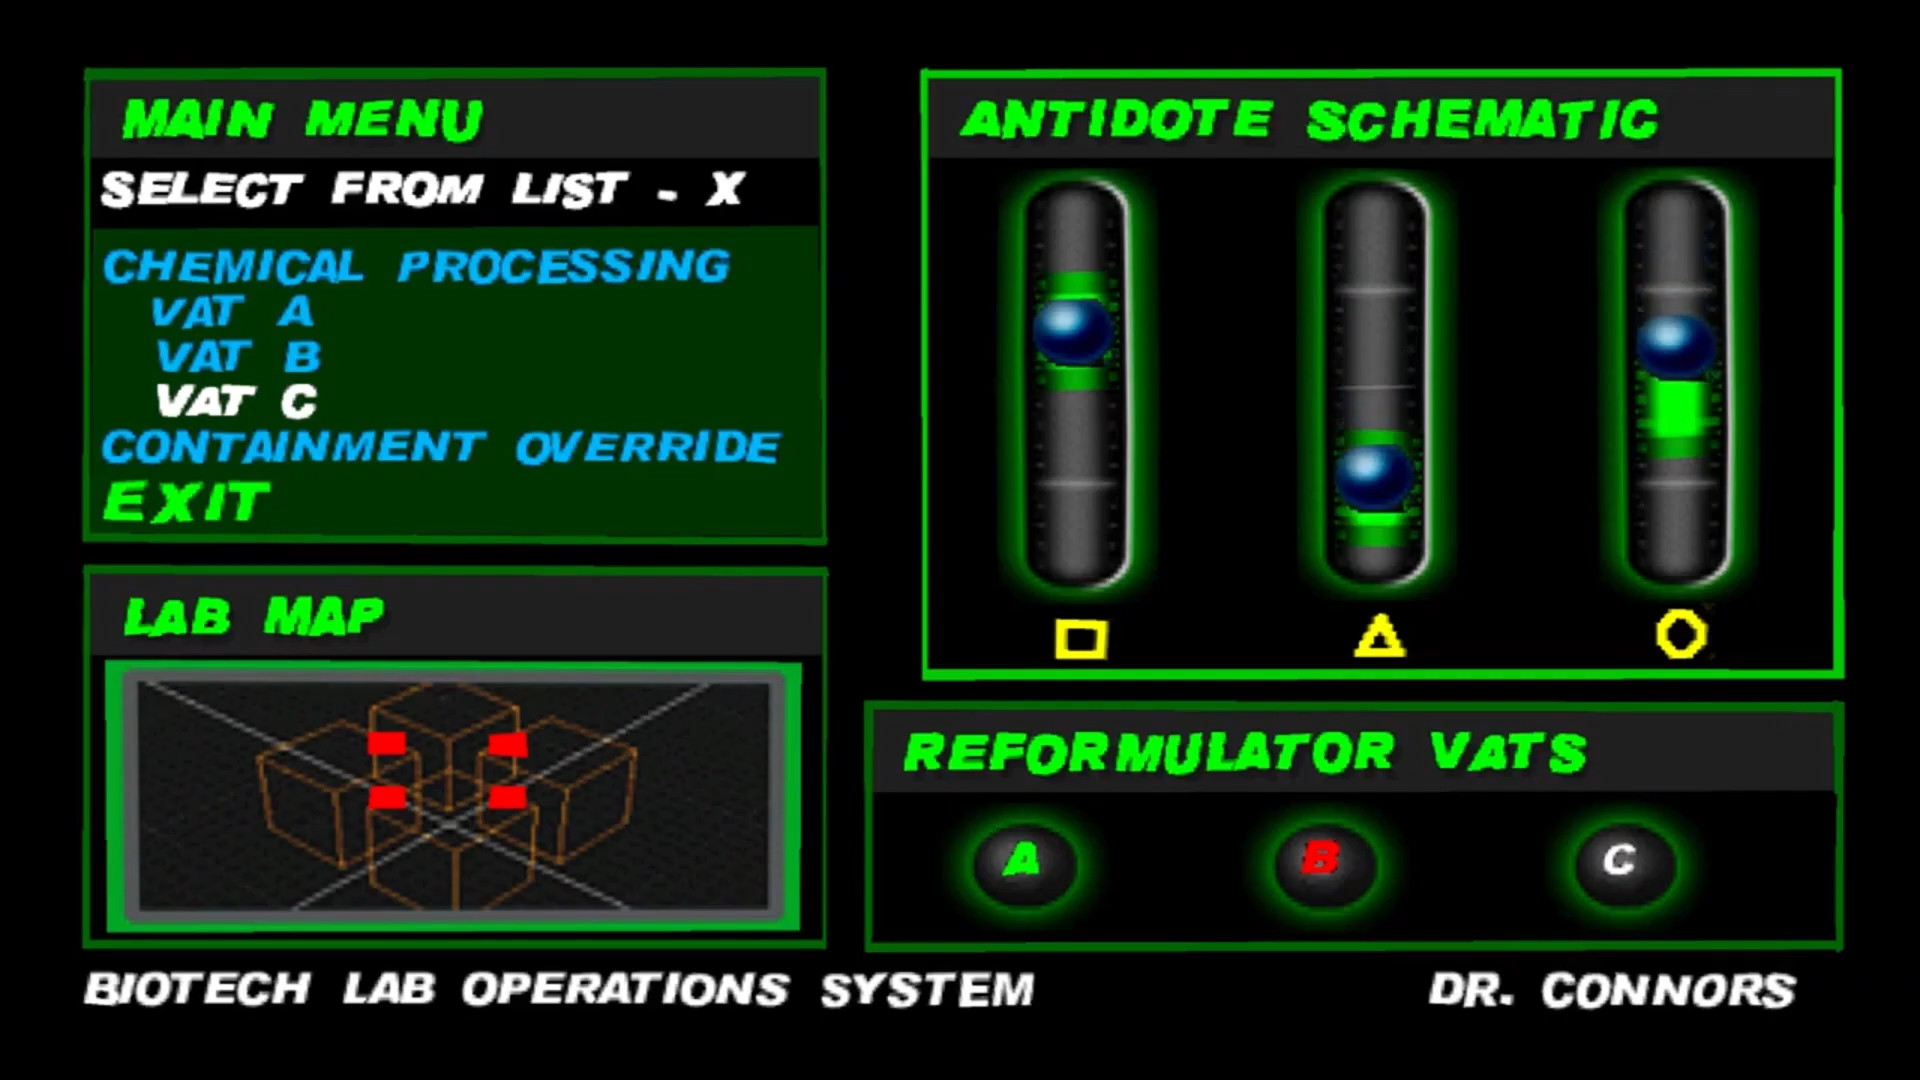 MAIN MENU
SELECT FROM LIST - X
CHEMICAL PROCESSING
VAT A
VAT B
VAT C
CONTAINMENT OVERRIDE
EXIT
LAB MAP
ANTIDOTE SCHEMATIC
REFORMULATOR VATS
A B C
BIOTECH LAB OPERATIONS SYSTEM
DR. CONNORS